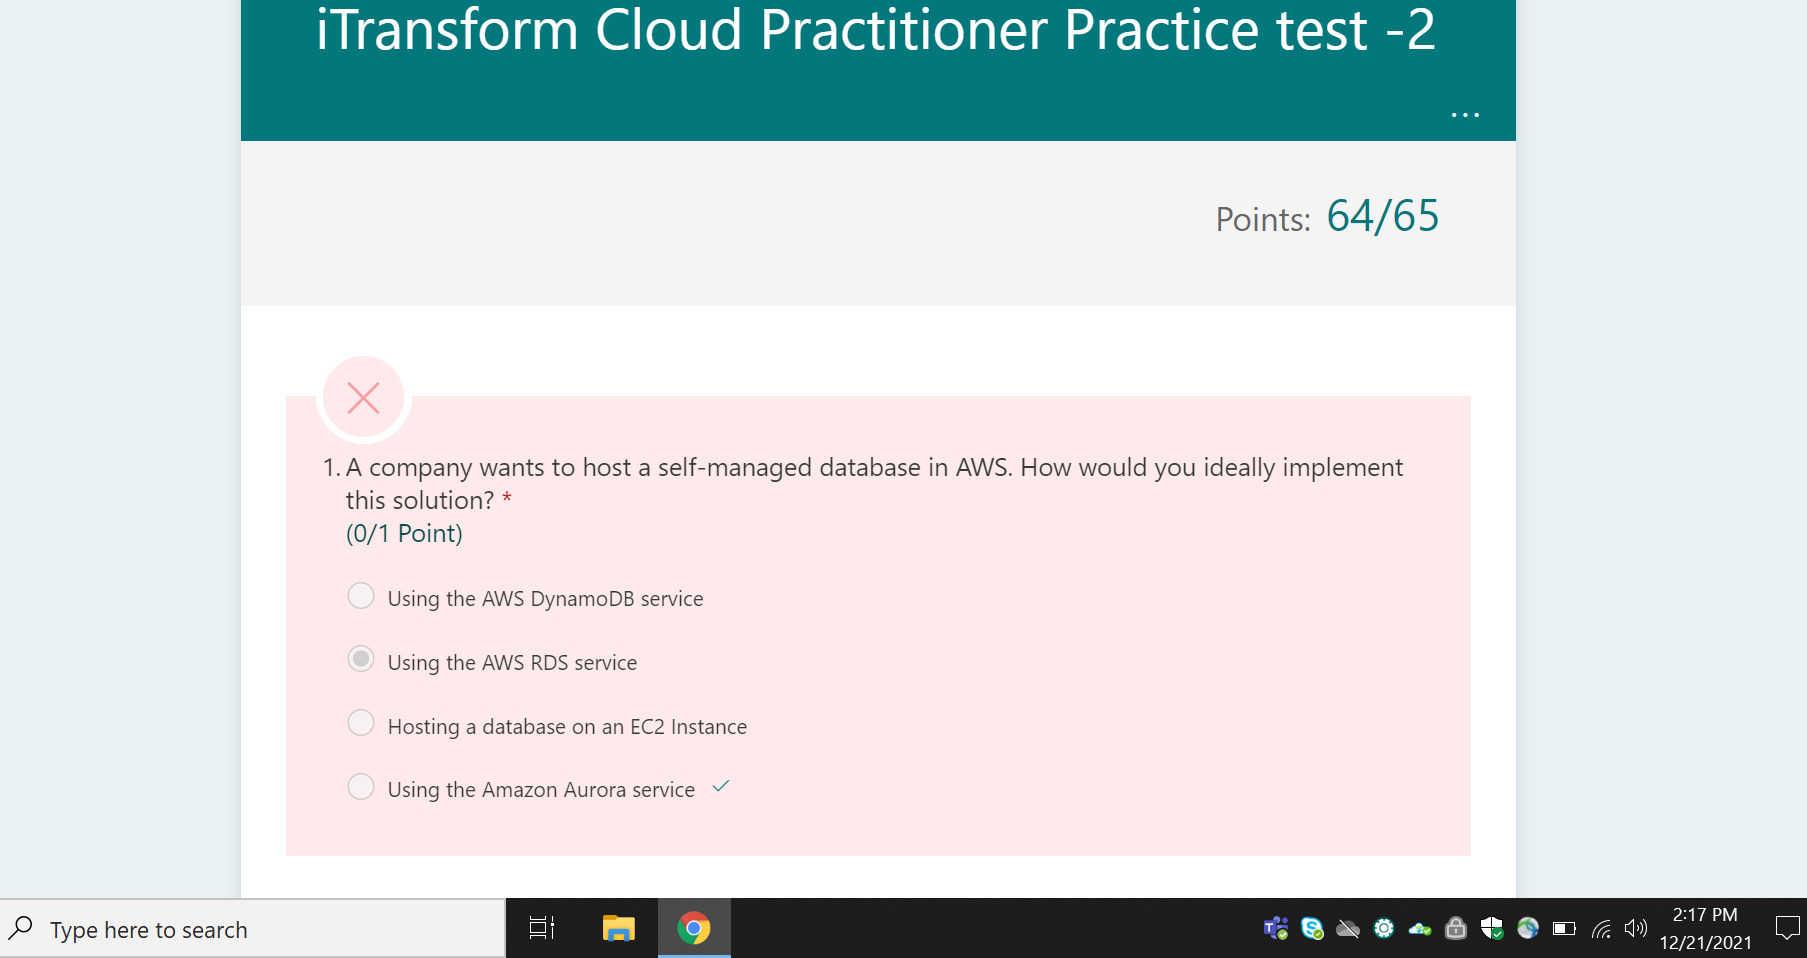 iTransform Cloud Practitioner Practice test -2
...
Points: 64/65
1. A company wants to host a self-managed database in AWS. How would you ideally implement
this solution? *
(0/1 Point)
Using the AWS DynamoDB service
Using the AWS RDS service
Hosting a database on an EC2 Instance
Using the Amazon Aurora service
Type here to search
2:17 PM
12/21/2021